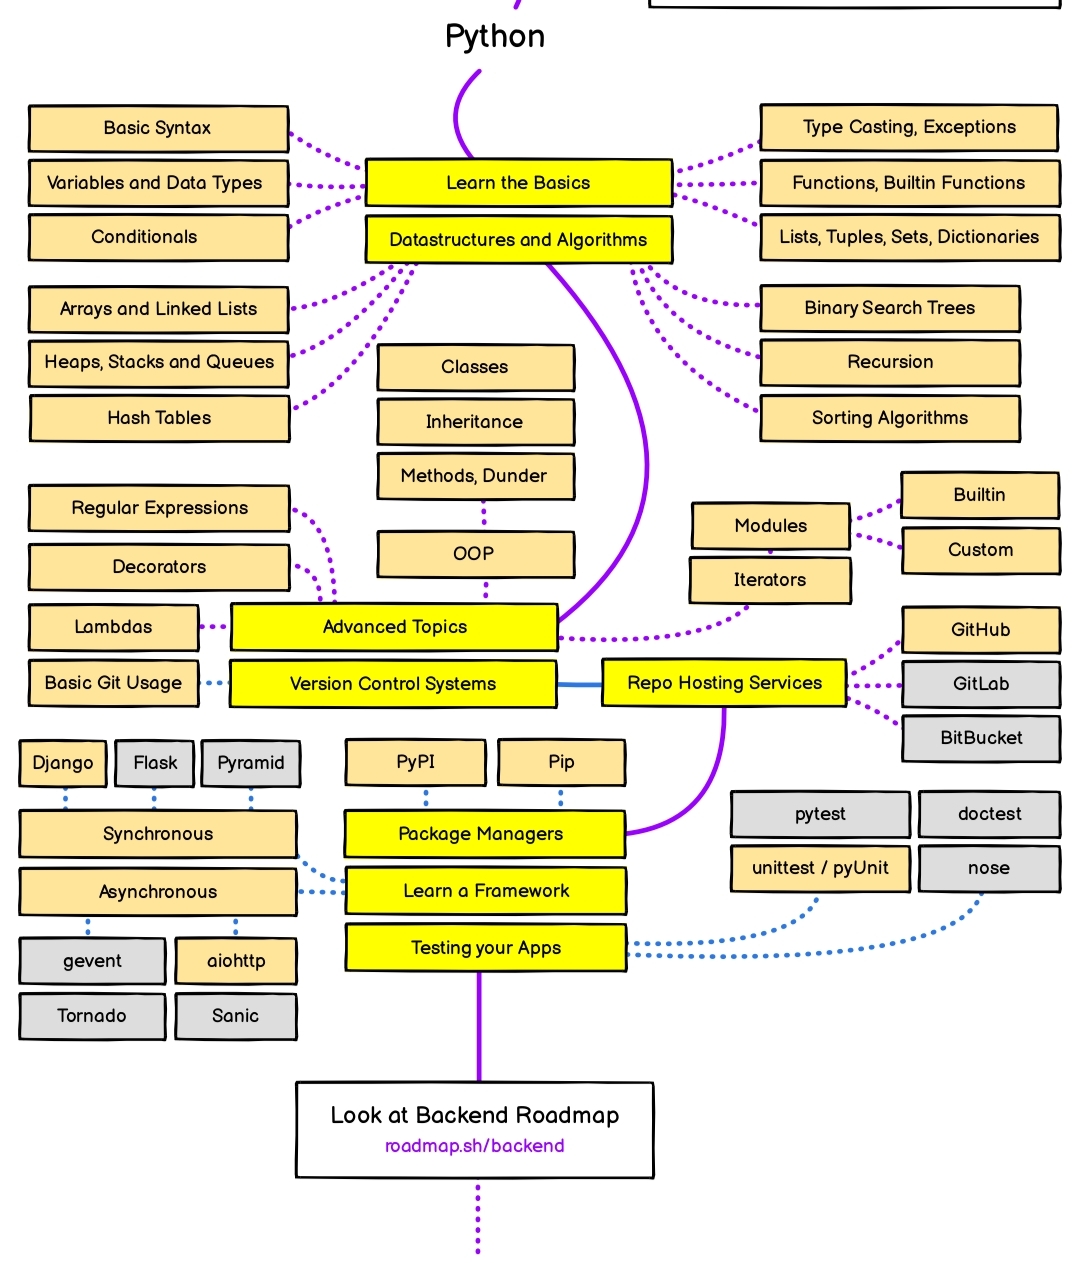 Python
Basic Syntax
Variables and Data Types
Conditionals
Learn the Basics
Datastructures and Algorithms
Type Casting, Exceptions
Functions, Builtin Functions
Lists, Tuples, Sets, Dictionaries
Arrays and Linked Lists
Heaps, Stacks and Queues
Hash Tables
Binary Search Trees
Recursion
Sorting Algorithms
Classes
Inheritance
Methods, Dunder
OOP
Regular Expressions
Decorators
Lambdas
Advanced Topics
Modules
Iterators
Builtin
Custom
Basic Git Usage
Version Control Systems
Repo Hosting Services
GitHub
GitLab
BitBucket
Django
Flask
Pyramid
Synchronous
Asynchronous
gevent
aiohttp
Tornado
Sanic
PyPI
Pip
Package Managers
Learn a Framework
Testing your Apps
pytest
doctest
unittest / pyUnit
nose
Look at Backend Roadmap
roadmap.sh/backend